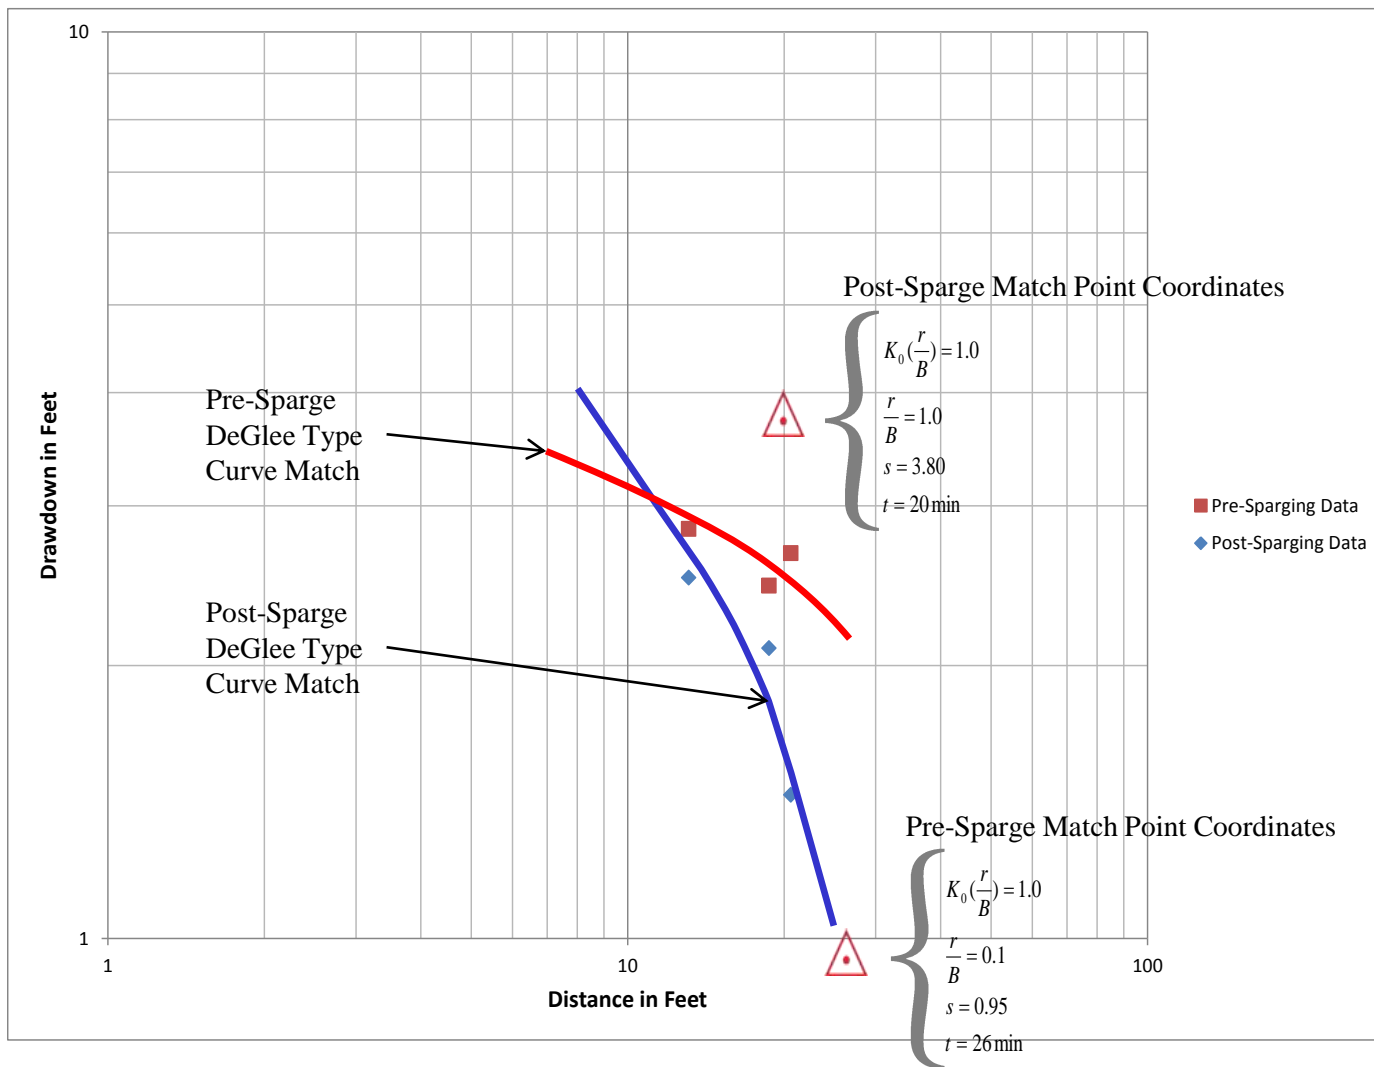 10
Post-Sparge Match Point Coordinates
K₀(r/B) = 1.0
r/B = 1.0
s = 3.80
t = 20 min
Pre-Sparge
DeGlee Type
Curve Match
Drawdown in Feet
Pre-Sparging Data
Post-Sparging Data
Post-Sparge
DeGlee Type
Curve Match
Pre-Sparge Match Point Coordinates
K₀(r/B) = 1.0
r/B = 0.1
s = 0.95
t = 26 min
1
1
10
100
Distance in Feet